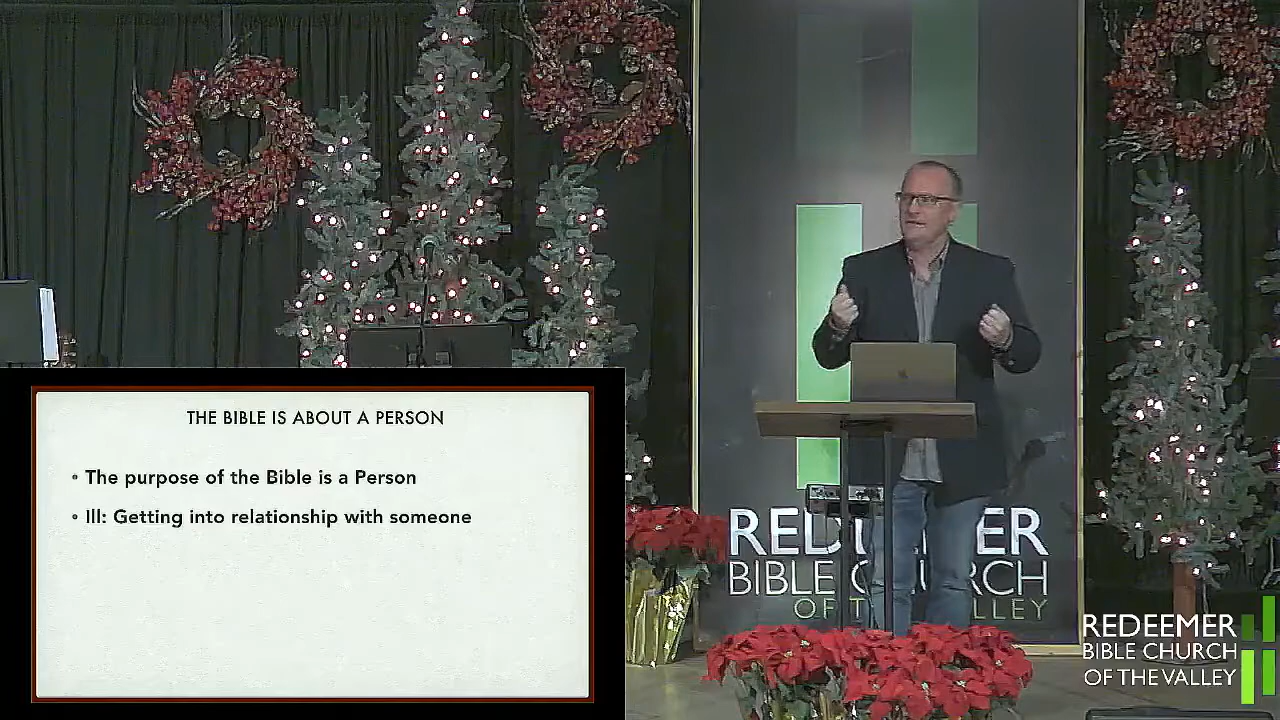 THE BIBLE IS ABOUT A PERSON
• The purpose of the Bible is a Person
• Ill: Getting into relationship with someone
REDEEMER
BIBLE CHURCH
OF THE VALLEY
REDEEMER
BIBLE CHURCH
OF THE VALLEY